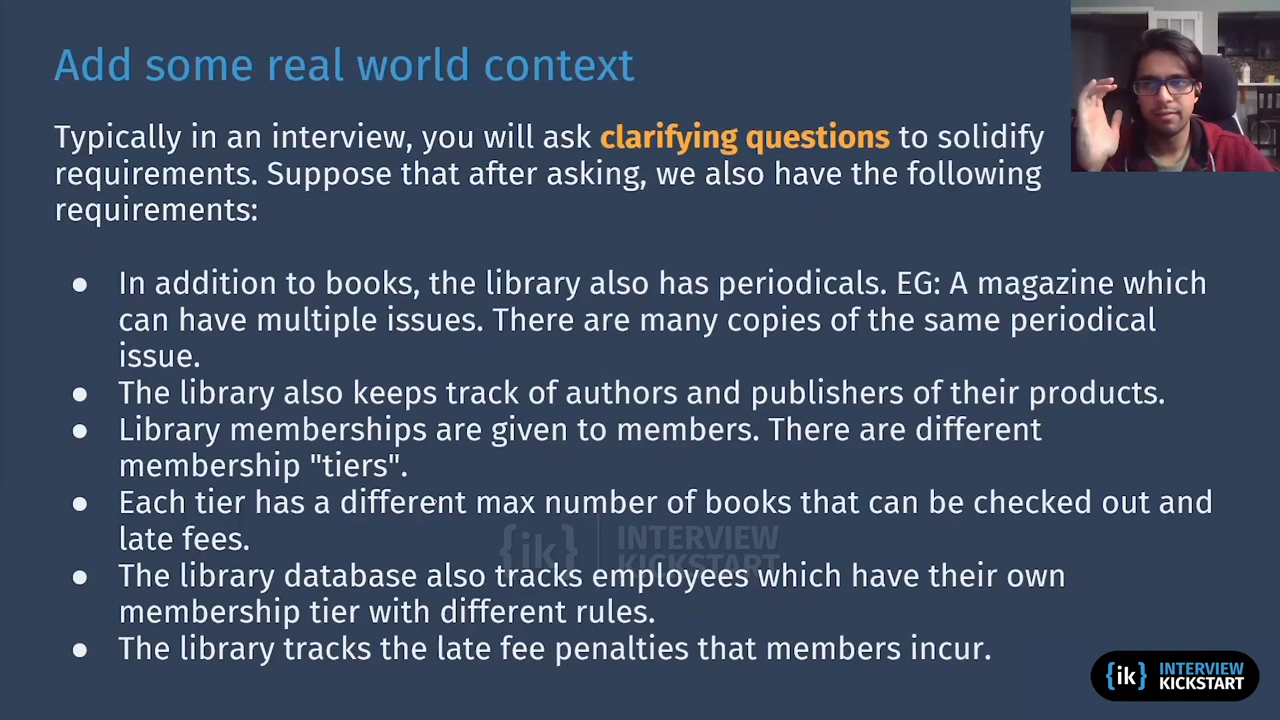 Add some real world context
Typically in an interview, you will ask clarifying questions to solidify
requirements. Suppose that after asking, we also have the following
requirements:
● In addition to books, the library also has periodicals. EG: A magazine which
can have multiple issues. There are many copies of the same periodical
issue.
● The library also keeps track of authors and publishers of their products.
● Library memberships are given to members. There are different
membership "tiers".
● Each tier has a different max number of books that can be checked out and
late fees.
● The library database also tracks employees which have their own
membership tier with different rules.
● The library tracks the late fee penalties that members incur.
{ik} INTERVIEW
KICKSTART
{ik} INTERVIEW
KICKSTART